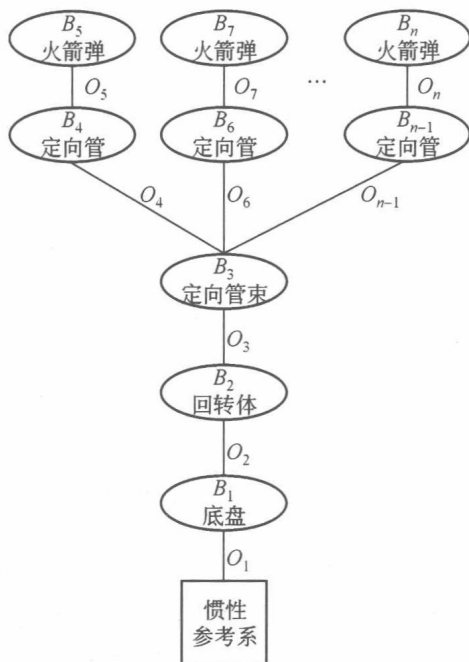 B₅ B₇ Bₙ
火箭弹 火箭弹 火箭弹
O₅ O₇ … Oₙ
B₄ B₆ Bₙ₋₁
定向管 定向管 定向管
O₄ O₆ Oₙ₋₁
B₃
定向管束
O₃
B₂
回转体
O₂
B₁
底盘
O₁
惯性
参考系